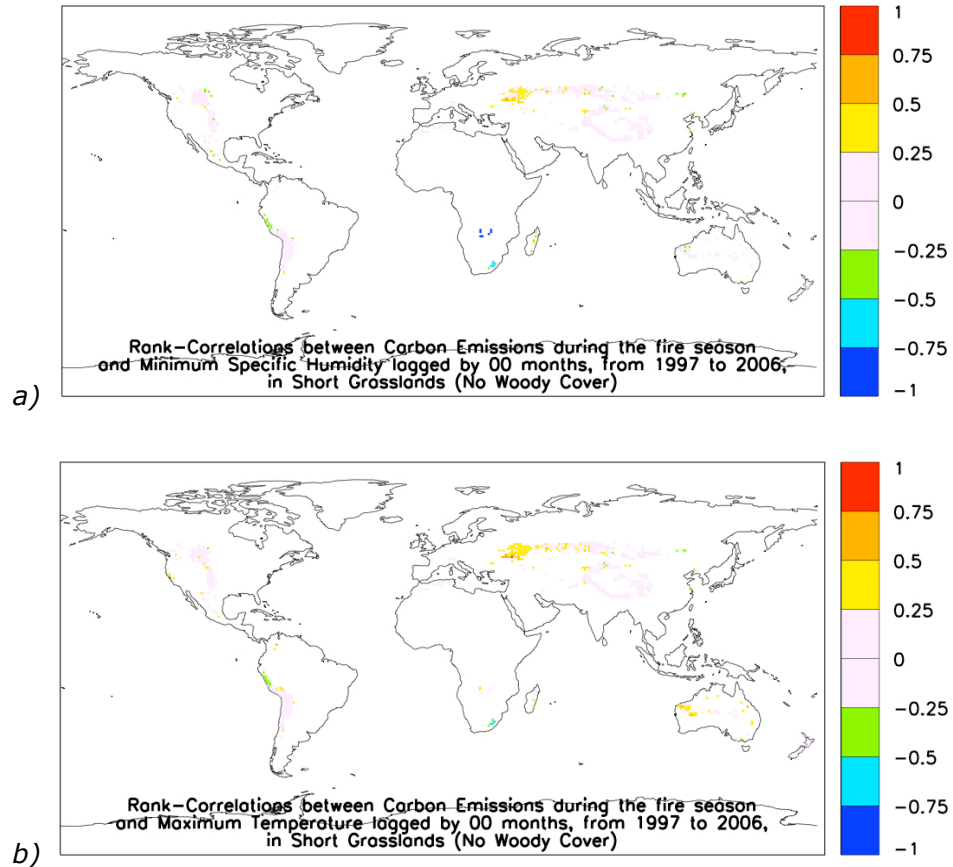 1
0.75
0.5
0.25
0
−0.25
−0.5
−0.75
−1
Rank−Correlations between Carbon Emissions during the fire season
and Minimum Specific Humidity lagged by 00 months, from 1997 to 2006,
in Short Grasslands (No Woody Cover)
a)
1
0.75
0.5
0.25
0
−0.25
−0.5
−0.75
−1
Rank−Correlations between Carbon Emissions during the fire season
and Maximum Temperature lagged by 00 months, from 1997 to 2006,
in Short Grasslands (No Woody Cover)
b)